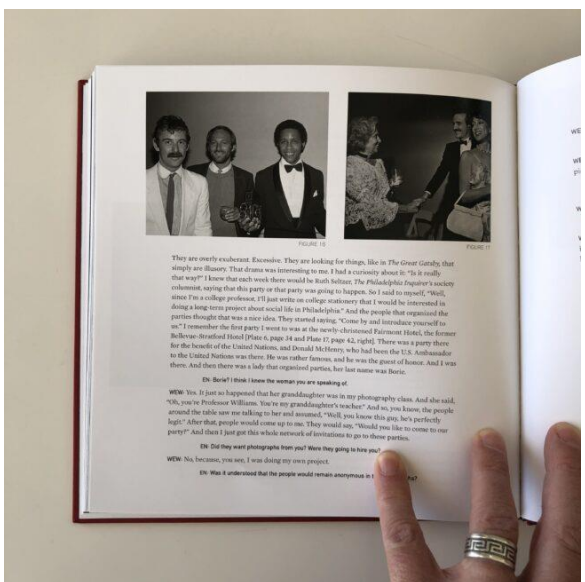 FIGURE 16
FIGURE 17
They are overly exuberant. Excessive. They are looking for things, like in The Great Gatsby, that
simply are illusory. That drama was interesting to me. I had a curiosity about it: "Is it really
that way?" I knew that each week there would be Ruth Seltzer, The Philadelphia Inquirer's society
columnist, saying that this party or that party was going to happen. So I said to myself, "Well,
since I'm a college professor, I'll just write on college stationery that I would be interested in
doing a long-term project about social life in Philadelphia." And the people that organized the
parties thought that was a nice idea. They started saying, "Come by and introduce yourself to
us." I remember the first party I went to was at the newly-christened Fairmont Hotel, the former
Bellevue-Stratford Hotel [Plate 6, page 34 and Plate 17, page 42, right]. There was a party there
for the benefit of the United Nations, and Donald McHenry, who had been the U.S. Ambassador
to the United Nations was there. He was rather famous, and he was the guest of honor. And I was
there. And then there was a lady that organized parties, her last name was Borie.
EN: Borie? I think I knew the woman you are speaking of.
WEW: Yes. It just so happened that her granddaughter was in my photography class. And she said,
"Oh, you're Professor Williams. You're my granddaughter's teacher." And so, you know, the people
around the table saw me talking to her and assumed, "Well, you know this guy, he's perfectly
legit." After that, people would come up to me. They would say, "Would you like to come to our
party?" And then I just got this whole network of invitations to go to these parties.
EN: Did they want photographs from you? Were they going to hire you?
WEW: No, because, you see, I was doing my own project.
EN: Was it understood that the people would remain anonymous in